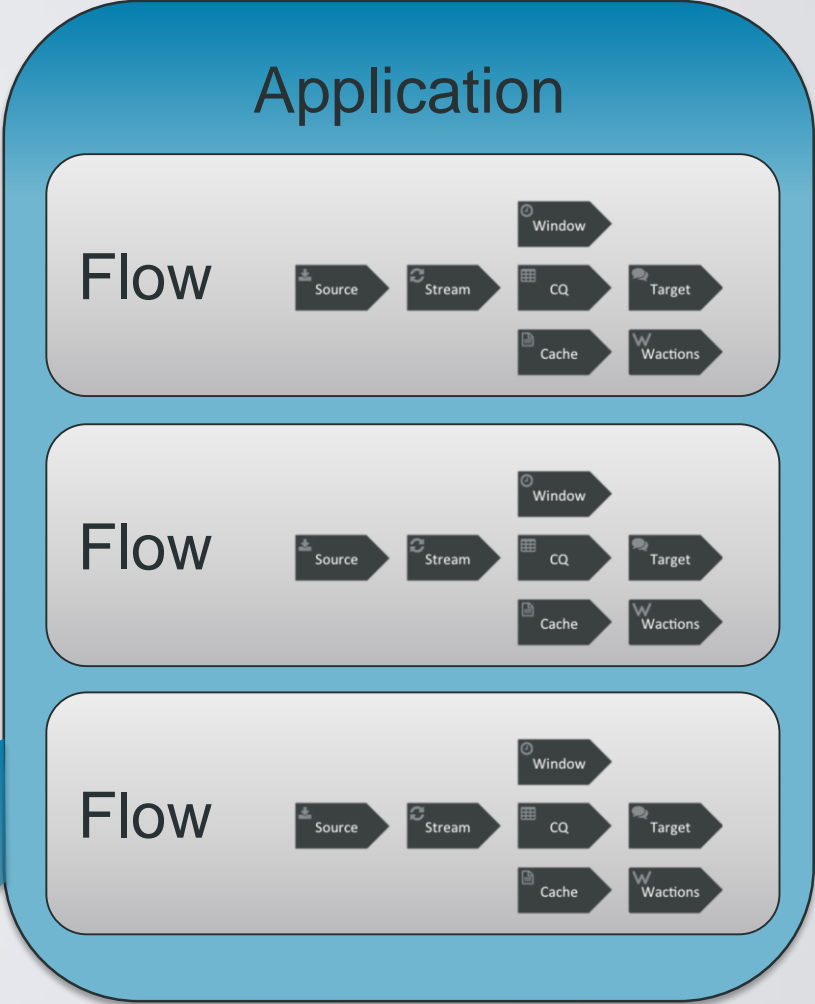 Application
Flow
Window
Source
Stream
CQ
Target
Cache
Wactions
Flow
Window
Source
Stream
CQ
Target
Cache
Wactions
Flow
Window
Source
Stream
CQ
Target
Cache
Wactions